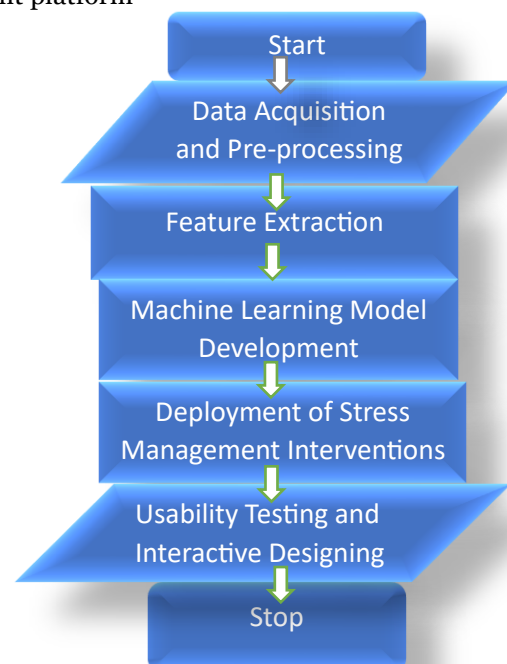 platform
Start
Data Acquisition
and Pre-processing
Feature Extraction
Machine Learning Model
Development
Deployment of Stress
Management Interventions
Usability Testing and
Interactive Designing
Stop